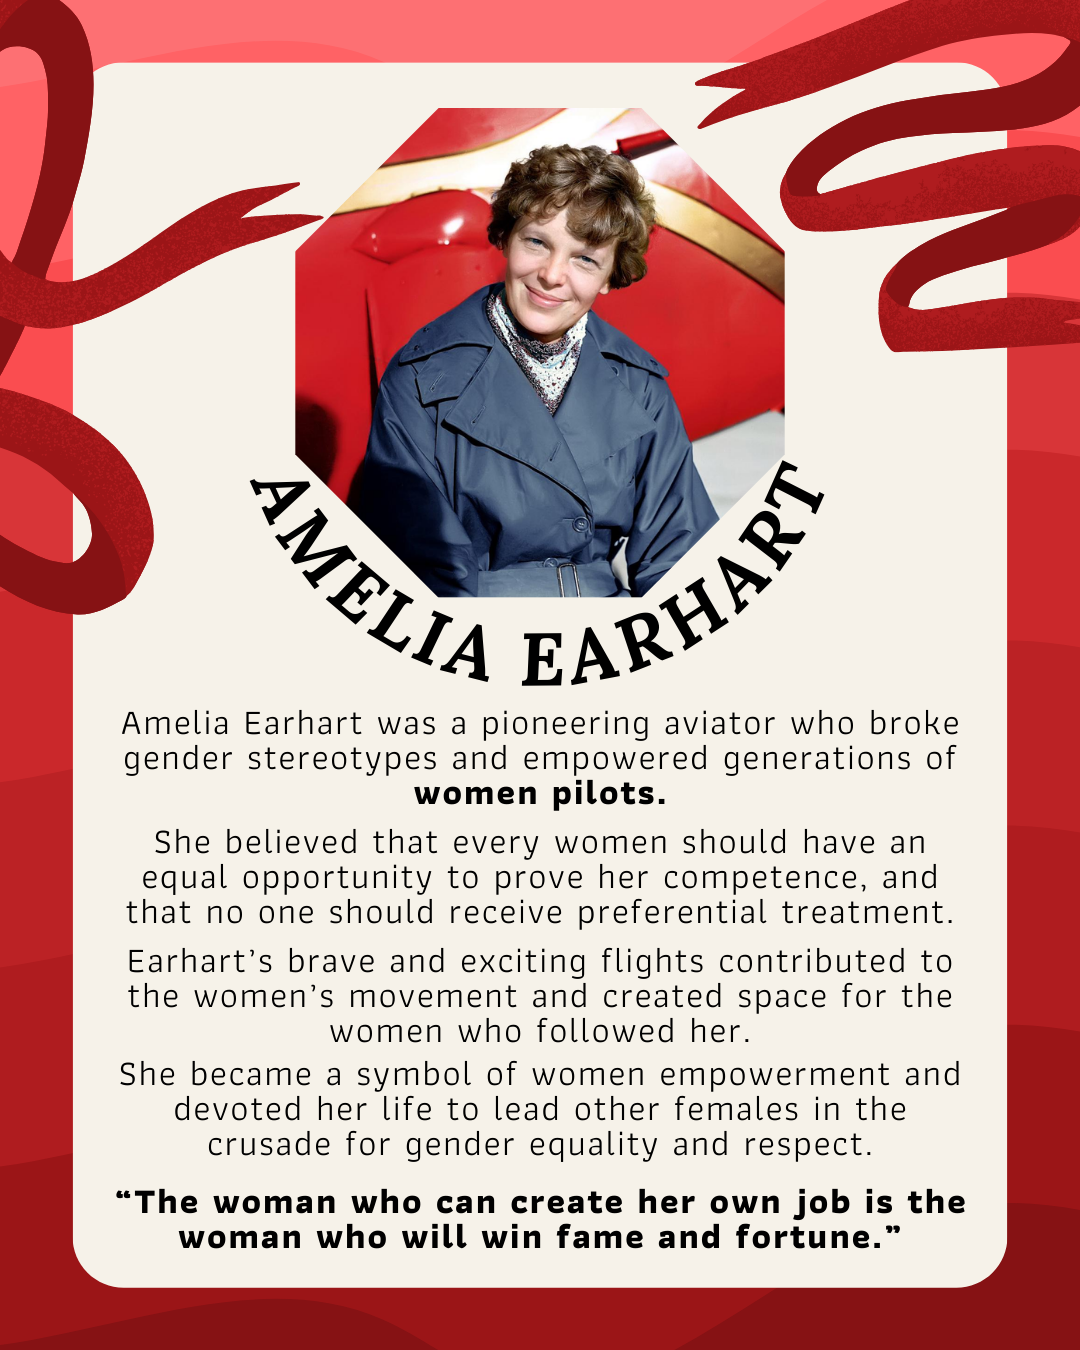 AMELIA EARHART
Amelia Earhart was a pioneering aviator who broke
gender stereotypes and empowered generations of
women pilots.
She believed that every women should have an
equal opportunity to prove her competence, and
that no one should receive preferential treatment.
Earhart’s brave and exciting flights contributed to
the women’s movement and created space for the
women who followed her.
She became a symbol of women empowerment and
devoted her life to lead other females in the
crusade for gender equality and respect.
“The woman who can create her own job is the
woman who will win fame and fortune.”